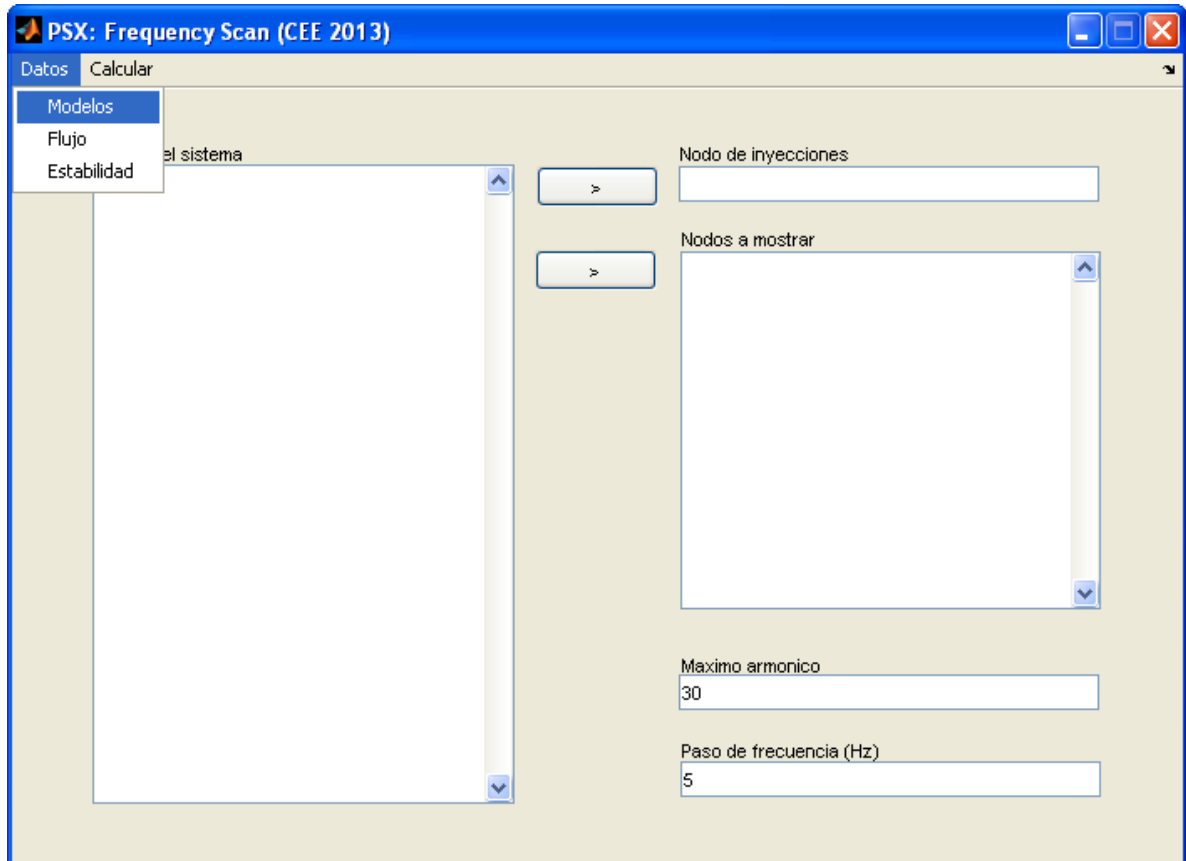 PSX: Frequency Scan (CEE 2013)
Datos Calcular
Modelos
Flujo
Estabilidad
el sistema
>
>
Nodo de inyecciones
Nodos a mostrar
Maximo armonico
30
Paso de frecuencia (Hz)
5